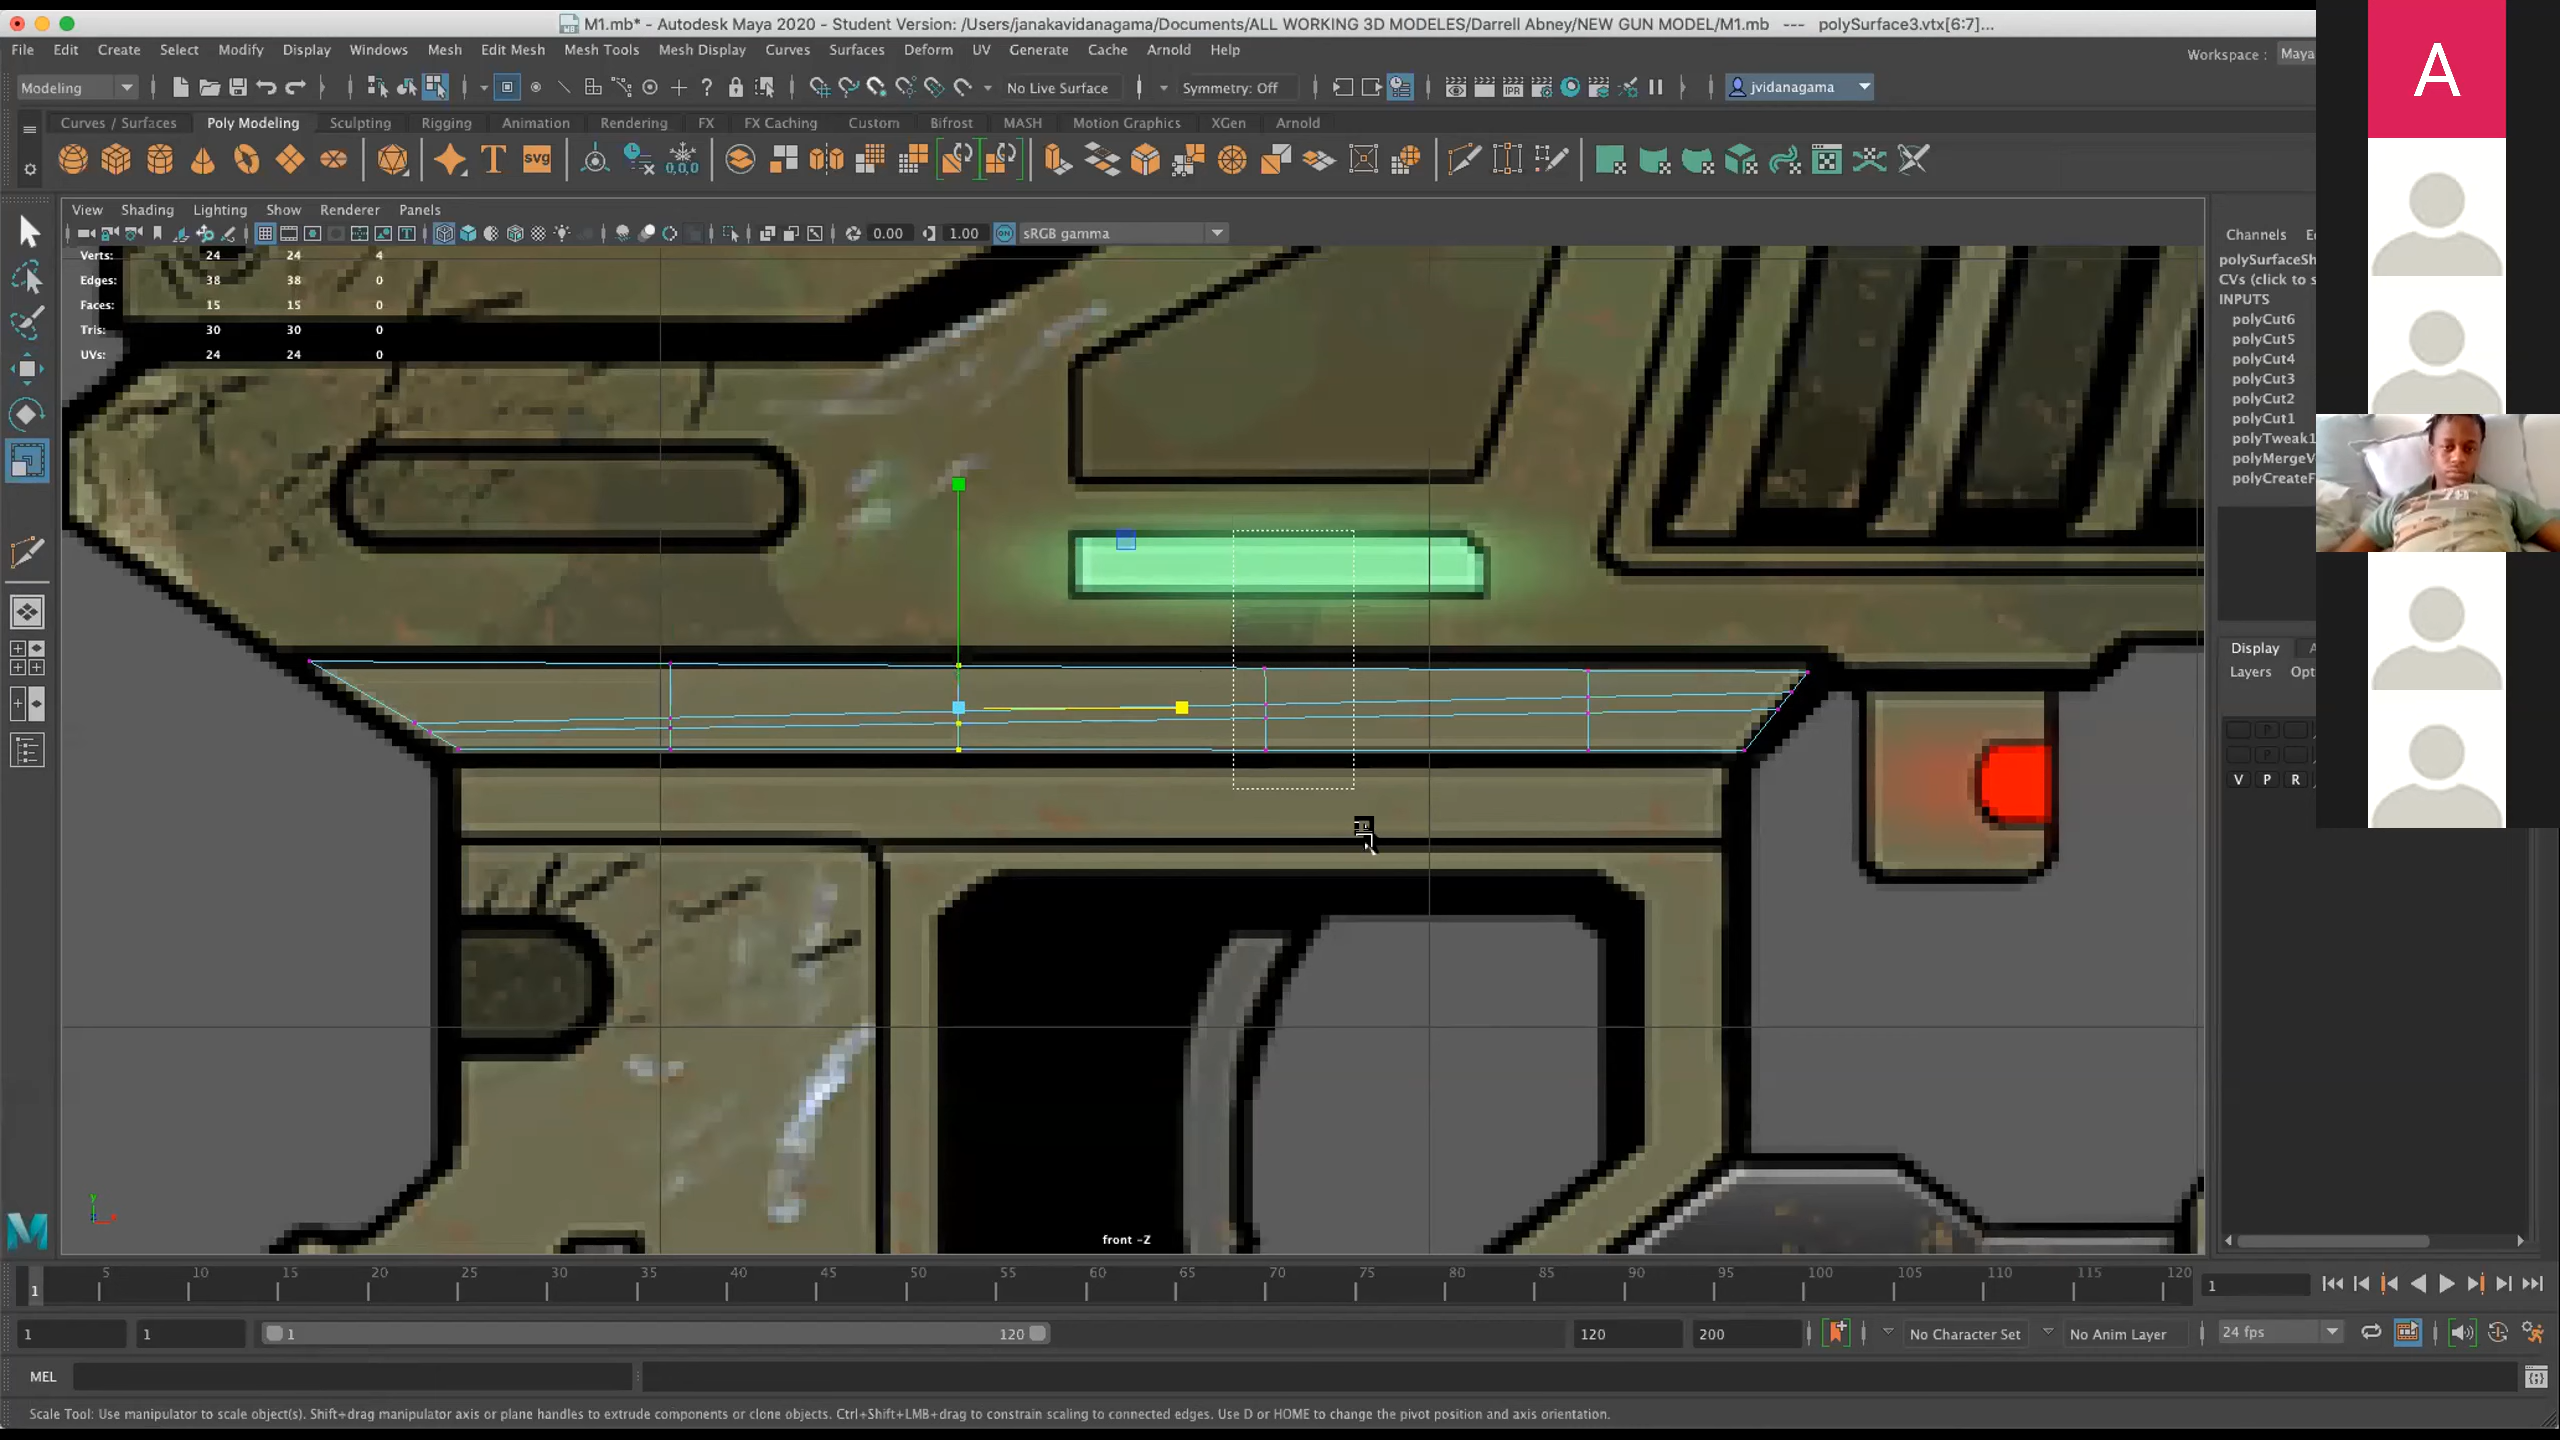 M1.mb* - Autodesk Maya 2020 - Student Version: /Users/janakavidanagama/Documents/ALL WORKING 3D MODELES/Darrell Abney/NEW GUN MODEL/M1.mb --- polySurface3.vtx[6:7]...
File Edit Create Select Modify Display Windows Mesh Edit Mesh Mesh Tools Mesh Display Curves Surfaces Deform UV Generate Cache Arnold Help
Workspace : Maya
Modeling No Live Surface Symmetry: Off jvidanagama
Curves / Surfaces Poly Modeling Sculpting Rigging Animation Rendering FX FX Caching Custom Bifrost MASH Motion Graphics XGen Arnold
T svg 0,0,0
View Shading Lighting Show Renderer Panels
0.00 1.00 ON sRGB gamma
Verts: 24 24 4
Edges: 38 38 0
Faces: 15 15 0
Tris: 30 30 0
UVs: 24 24 0
A
Channels
polySurfaceSh
CVs (click to s
INPUTS
polyCut6
polyCut5
polyCut4
polyCut3
polyCut2
polyCut1
polyTweak1
polyMergeV
polyCreateF
Display
Layers Opt
P
P
V P R
y
front -Z
5 10 15 20 25 30 35 40 45 50 55 60 65 70 75 80 85 90 95 100 105 110 115 120
1 1
1 1 1 120 120 200 No Character Set No Anim Layer 24 fps
MEL
Scale Tool: Use manipulator to scale object(s). Shift+drag manipulator axis or plane handles to extrude components or clone objects. Ctrl+Shift+LMB+drag to constrain scaling to connected edges. Use D or HOME to change the pivot position and axis orientation.